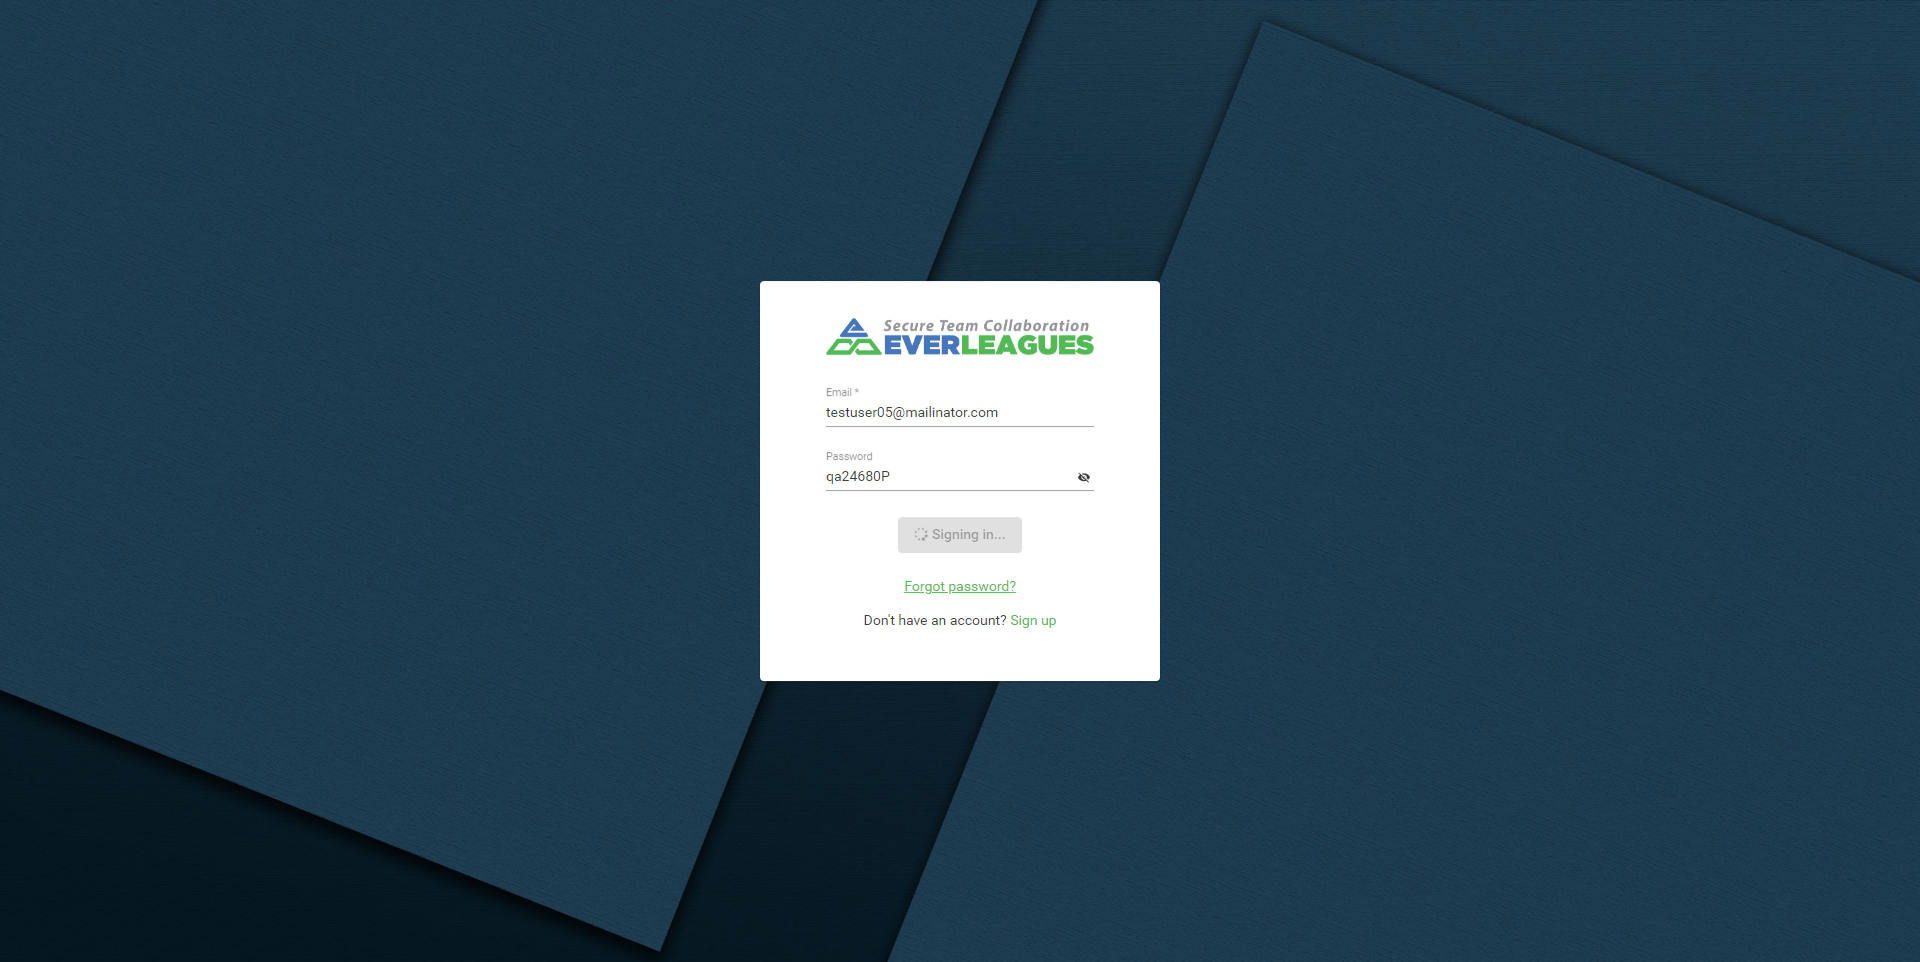 Secure Team Collaboration
EVERLEAGUES
Email *
testuser05@mailinator.com
Password
qa24680P
Signing in...
Forgot password?
Don't have an account? Sign up